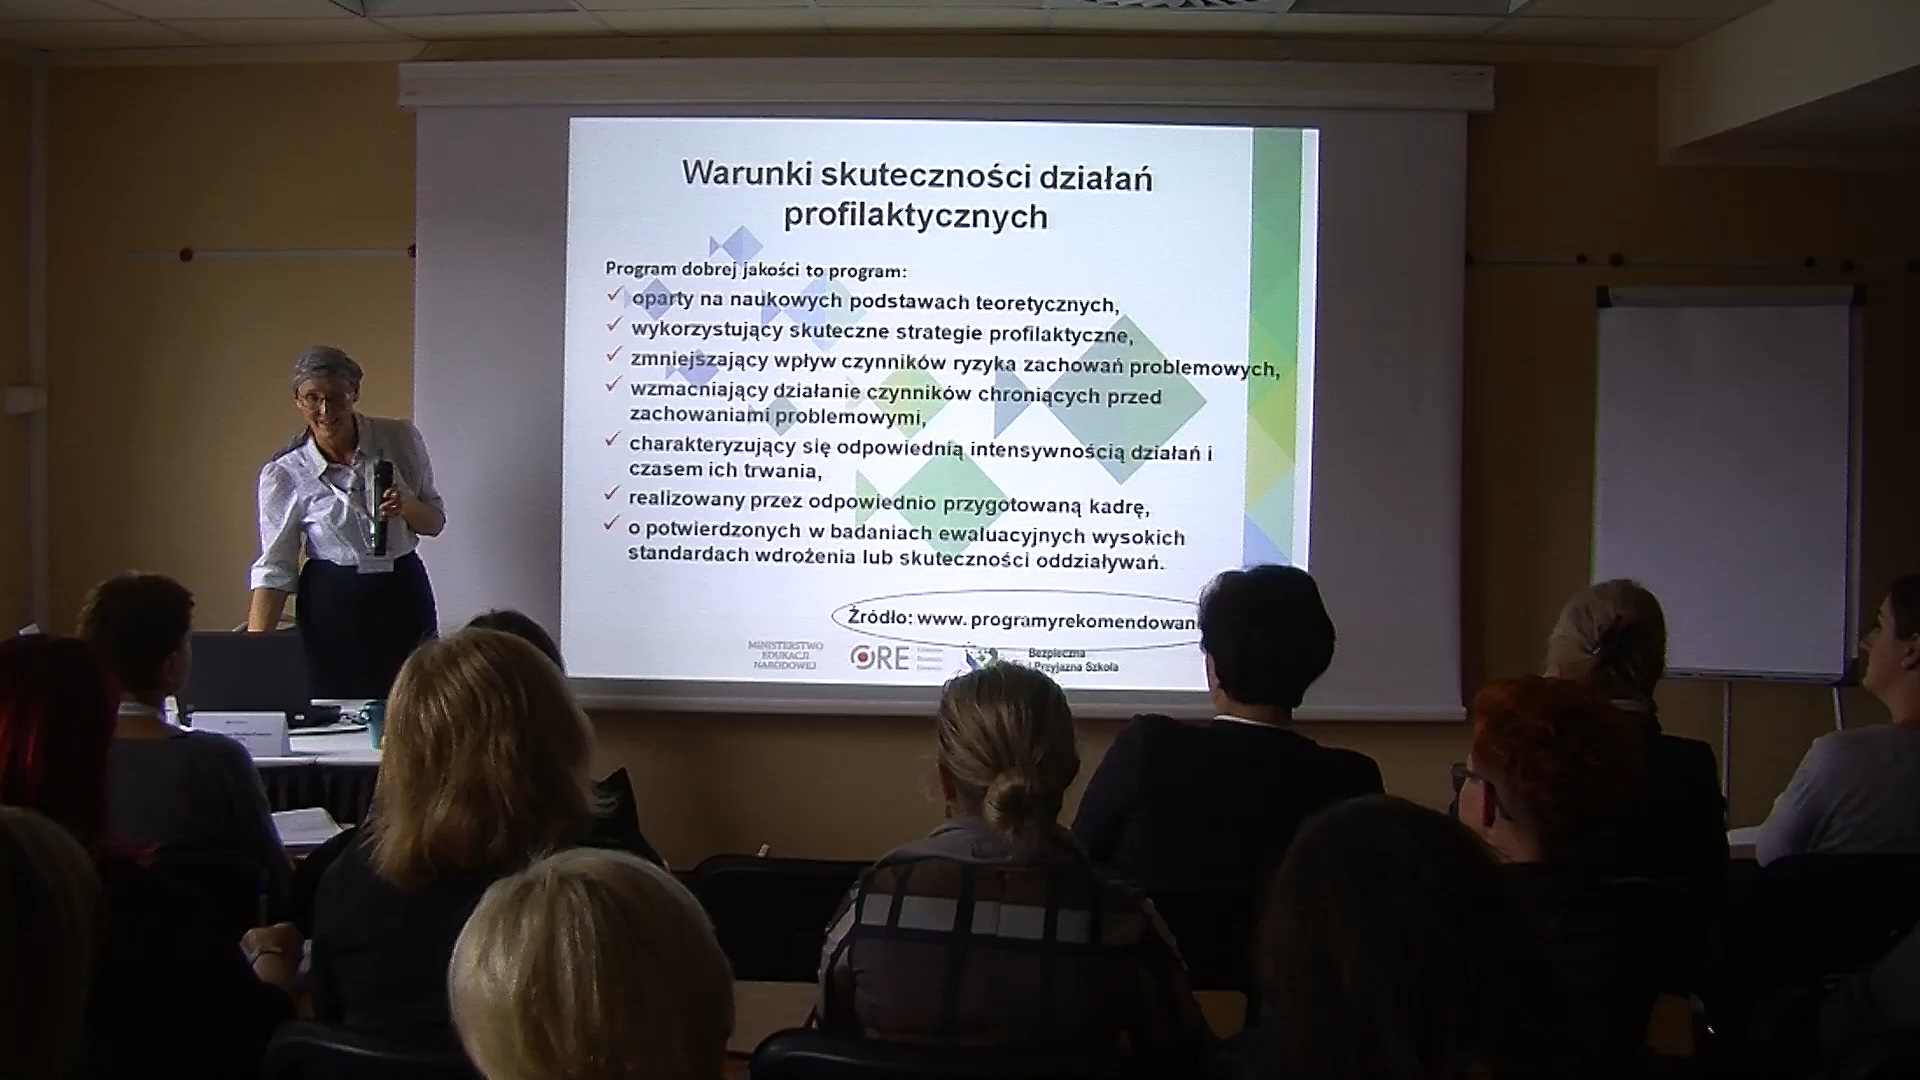 Warunki skuteczności działań
profilaktycznych
Program dobrej jakości to program:
oparty na naukowych podstawach teoretycznych,
wykorzystujący skuteczne strategie profilaktyczne,
zmniejszający wpływ czynników ryzyka zachowań problemowych,
wzmacniający działanie czynników chroniących przed
zachowaniami problemowymi,
charakteryzujący się odpowiednią intensywnością działań i
czasem ich trwania,
realizowany przez odpowiednio przygotowaną kadrę,
o potwierdzonych w badaniach ewaluacyjnych wysokich
standardach wdrożenia lub skuteczności oddziaływań.
Źródło: www. programyrekomendowan
MINISTERSTWO
EDUKACJI
NARODOWEJ
ORE
Bezpieczna
i Przyjazna Szkoła